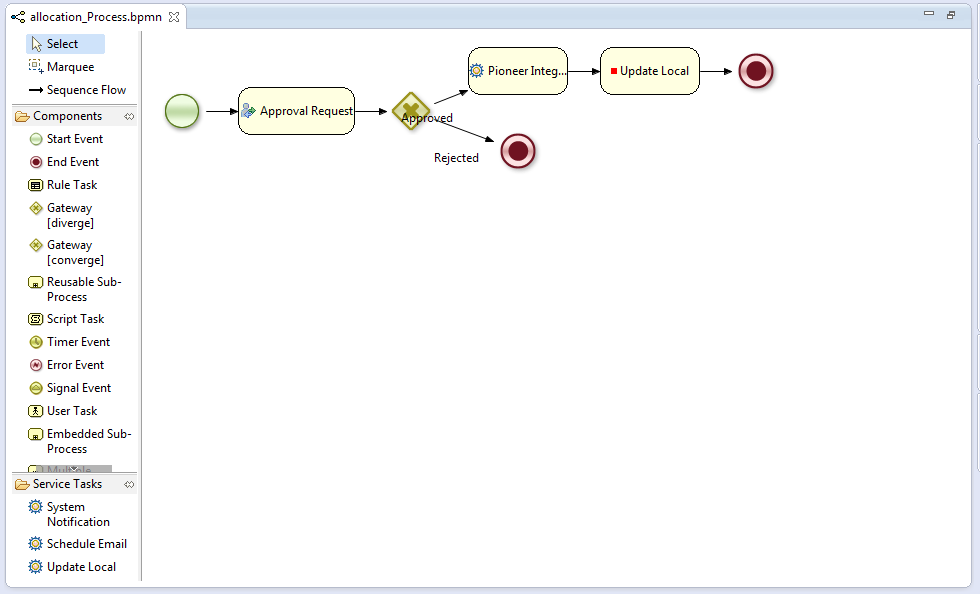 allocation_Process.bpmn
Select
Marquee
Sequence Flow
Components
Start Event
End Event
Rule Task
Gateway
[diverge]
Gateway
[converge]
Reusable Sub-
Process
Script Task
Timer Event
Error Event
Signal Event
User Task
Embedded Sub-
Process
Multiple
Service Tasks
System
Notification
Schedule Email
Update Local
Approval Request
Approved
Rejected
Pioneer Integ...
Update Local